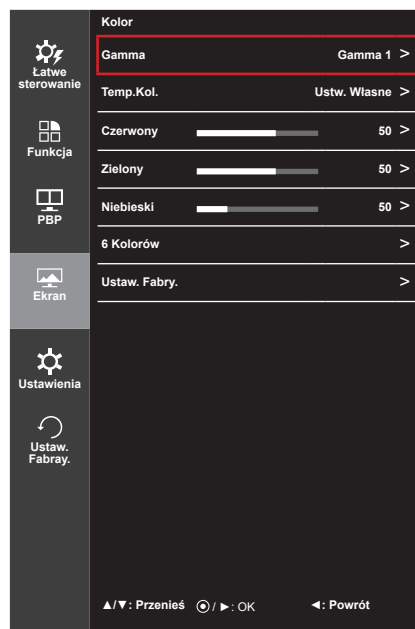 Łatwe
sterowanie
Funkcja
PBP
Ekran
Ustawienia
Ustaw.
Fabray.
Kolor
Gamma Gamma 1 >
Temp.Kol. Ustw. Własne >
Czerwony 50 >
Zielony 50 >
Niebieski 50 >
6 Kolorów >
Ustaw. Fabry. >
▲/▼: Przenieś ⦿/►: OK ◄: Powrót